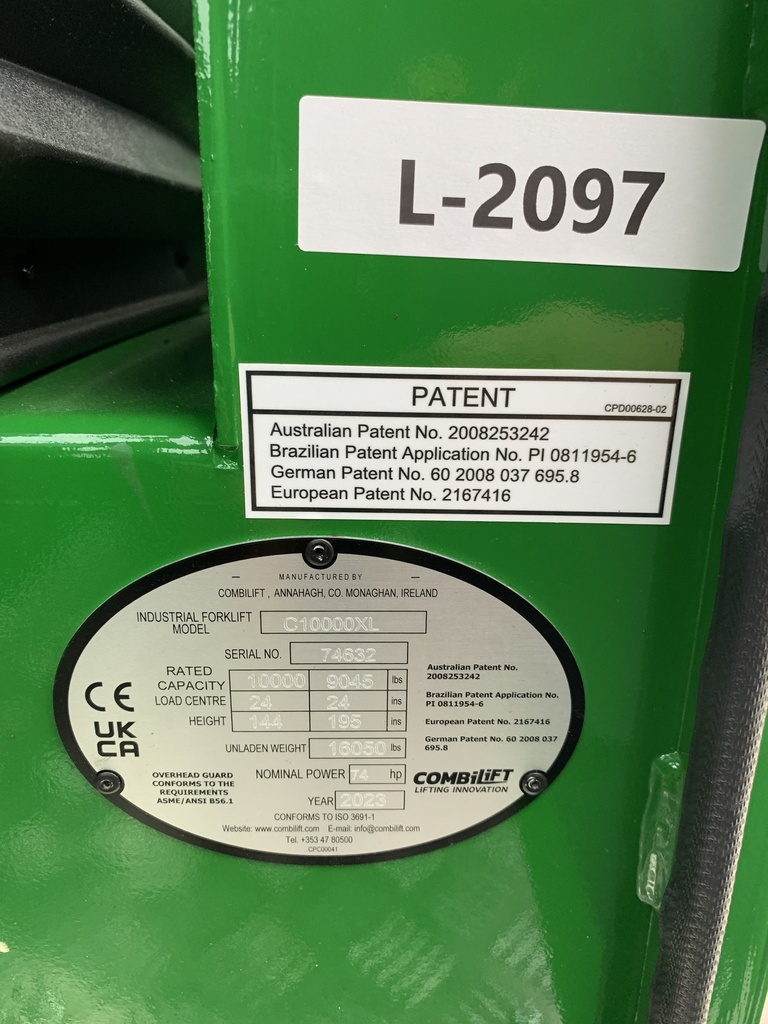 L-2097
PATENT
CPD00628-02
Australian Patent No. 2008253242
Brazilian Patent Application No. PI 0811954-6
German Patent No. 60 2008 037 695.8
European Patent No. 2167416
MANUFACTURED BY
COMBILIFT , ANNAHAGH, CO. MONAGHAN, IRELAND
INDUSTRIAL FORKLIFT
MODEL
C10000XL
SERIAL NO. 74632
RATED
CAPACITY 10000 9045 lbs
LOAD CENTRE 24 24 ins
HEIGHT 144 195 ins
UNLADEN WEIGHT 16050 lbs
NOMINAL POWER 74 hp
YEAR 2023
CE
UK
CA
OVERHEAD GUARD
CONFORMS TO THE
REQUIREMENTS
ASME/ANSI B56.1
Australian Patent No.
2008253242
Brazilian Patent Application No.
PI 0811954-6
European Patent No. 2167416
German Patent No. 60 2008 037
695.8
COMBiLiFT
LIFTING INNOVATION
CONFORMS TO ISO 3691-1
Website: www.combilift.com E-mail: info@combilift.com
Tel. +353 47 80500
CPC00041